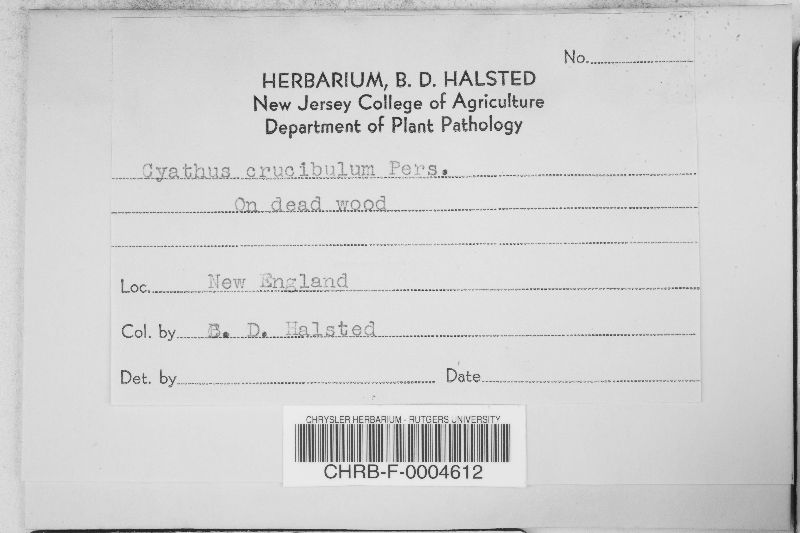 No.
HERBARIUM, B. D. HALSTED
New Jersey College of Agriculture
Department of Plant Pathology
Cyathus crucibulum Pers.
On dead wood
Loc. New England
Col. by B. D. Halsted
Det. by Date
CHRYSLER HERBARIUM - RUTGERS UNIVERSITY
CHRB-F-0004612